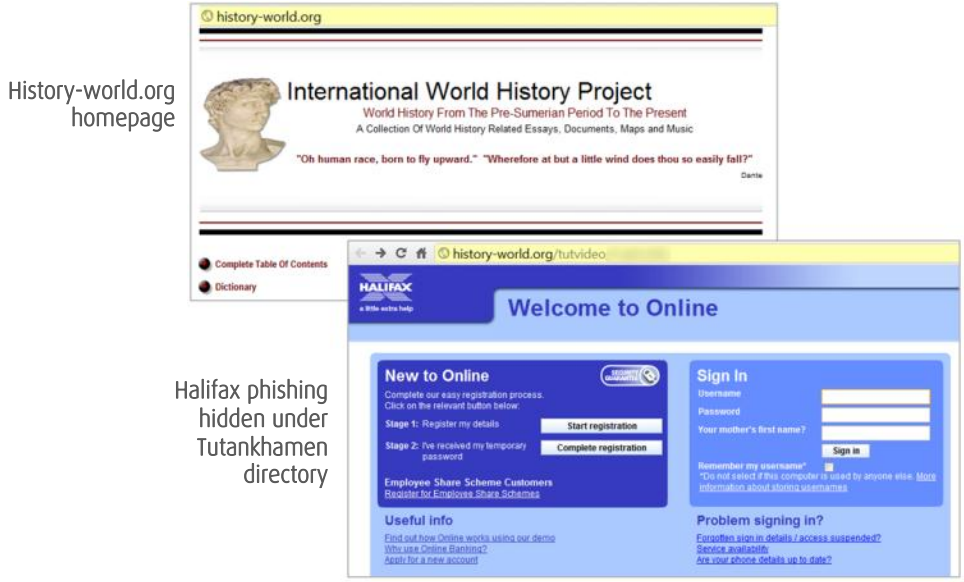 history-world.org
History-world.org
homepage
International World History Project
World History From The Pre-Sumerian Period To The Present
A Collection Of World History Related Essays, Documents, Maps and Music
"Oh human race, born to fly upward." "Wherefore at but a little wind does thou so easily fall?"
Dante
Complete Table Of Contents
Dictionary
history-world.org/tutvideo
HALIFAX
a little extra help
Welcome to Online
Halifax phishing
hidden under
Tutankhamen
directory
New to Online
SECURITY
GUARANTEE
Complete our easy registration process.
Click on the relevant button below:
Stage 1: Register my details
Start registration
Stage 2: I've received my temporary
password
Complete registration
Employee Share Scheme Customers
Register for Employee Share Schemes
Sign In
Username
Password
Your mother's first name?
Sign in
Remember my username*
*Do not select if this computer is used by anyone else. More
information about storing usernames
Useful info
Find out how Online works using our demo
Why use Online Banking?
Apply for a new account
Problem signing in?
Forgotten sign in details / access suspended?
Service availability
Are your phone details up to date?